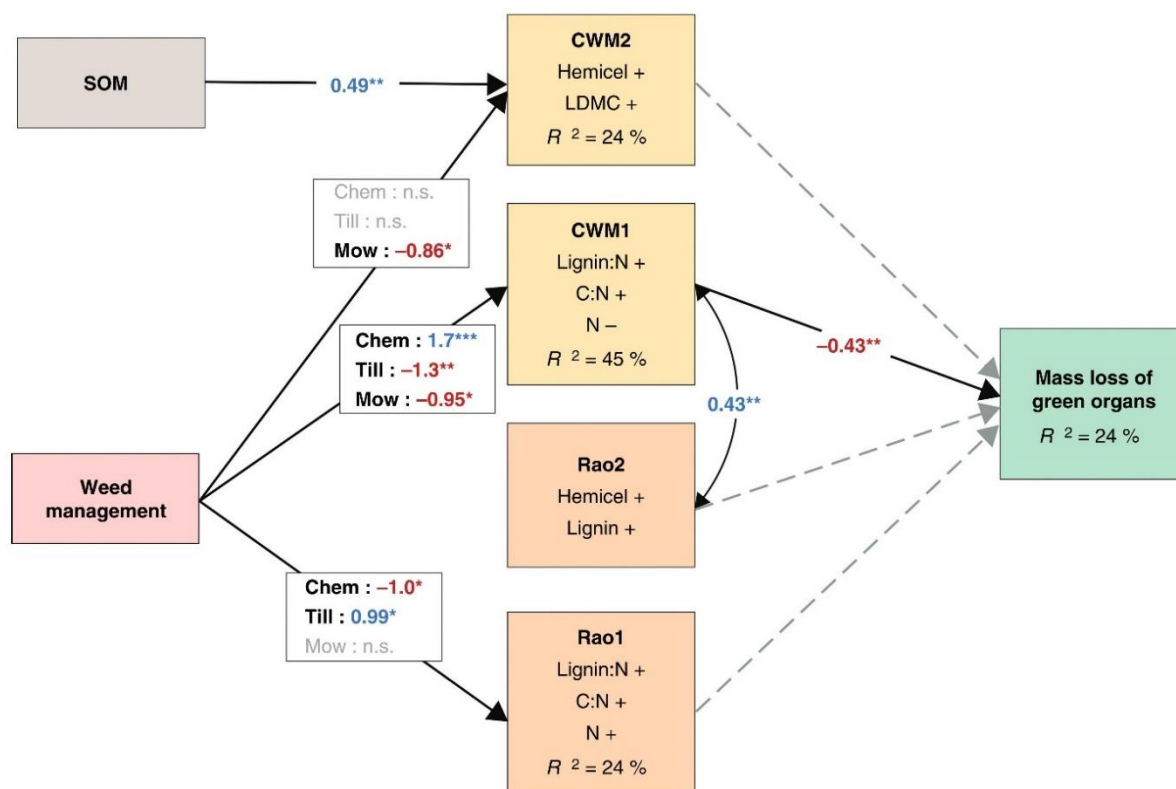 SOM
0.49**
CWM2
Hemicel +
LDMC +
R 2 = 24 %
Chem : n.s.
Till : n.s.
Mow : –0.86*
CWM1
Lignin:N +
C:N +
N –
R 2 = 45 %
Chem : 1.7***
Till : –1.3**
Mow : –0.95*
–0.43**
0.43**
Mass loss of
green organs
R 2 = 24 %
Rao2
Hemicel +
Lignin +
Weed
management
Chem : –1.0*
Till : 0.99*
Mow : n.s.
Rao1
Lignin:N +
C:N +
N +
R 2 = 24 %